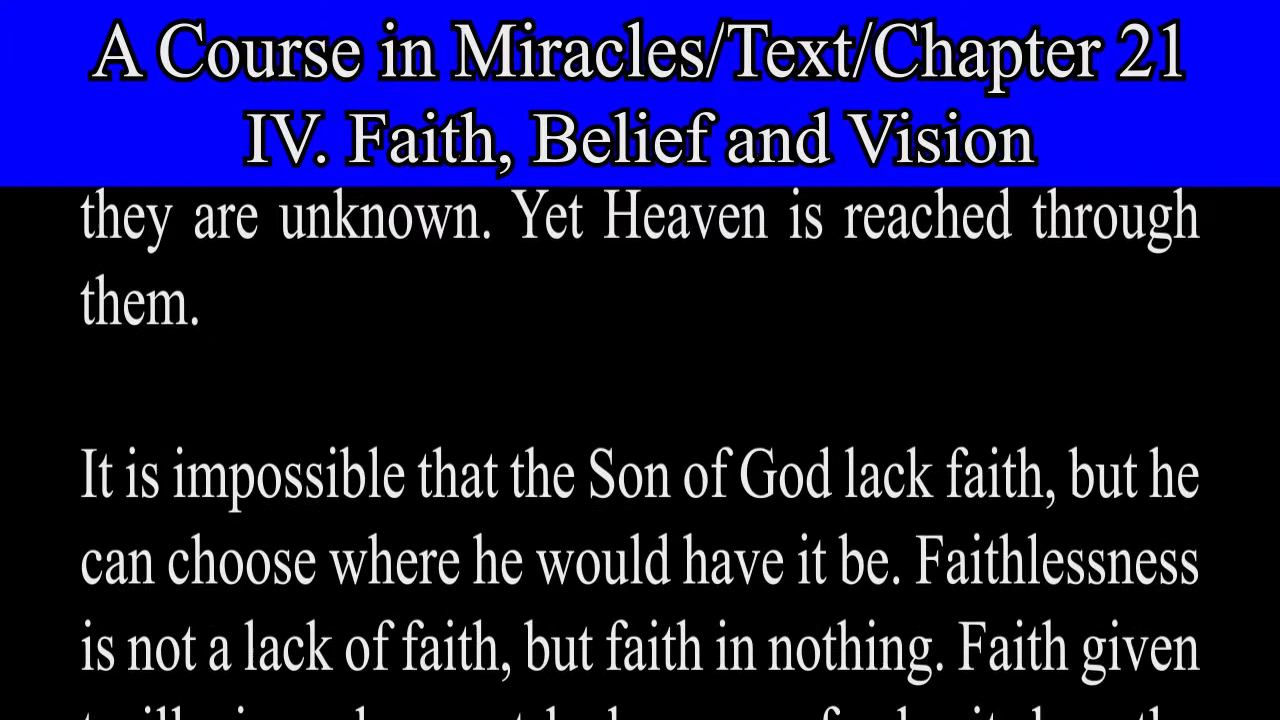 A Course in Miracles/Text/Chapter 21
IV. Faith, Belief and Vision
they are unknown. Yet Heaven is reached through
them.
It is impossible that the Son of God lack faith, but he
can choose where he would have it be. Faithlessness
is not a lack of faith, but faith in nothing. Faith given